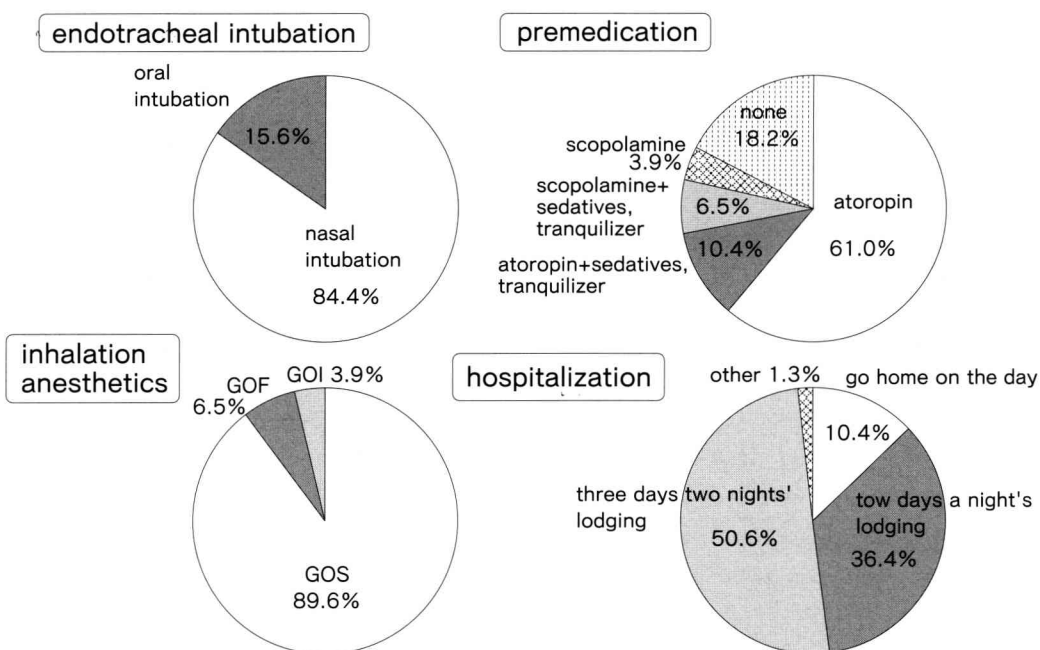 endotracheal intubation
oral
intubation
15.6%
nasal
intubation
84.4%
premedication
none
18.2%
scopolamine
3.9%
scopolamine+
sedatives,
tranquilizer
6.5%
atoropin
61.0%
10.4%
atoropin+sedatives,
tranquilizer
inhalation
anesthetics
GOF
6.5%
GOI 3.9%
GOS
89.6%
hospitalization
other 1.3%
go home on the day
10.4%
three days two nights'
lodging
50.6%
tow days a night's
lodging
36.4%